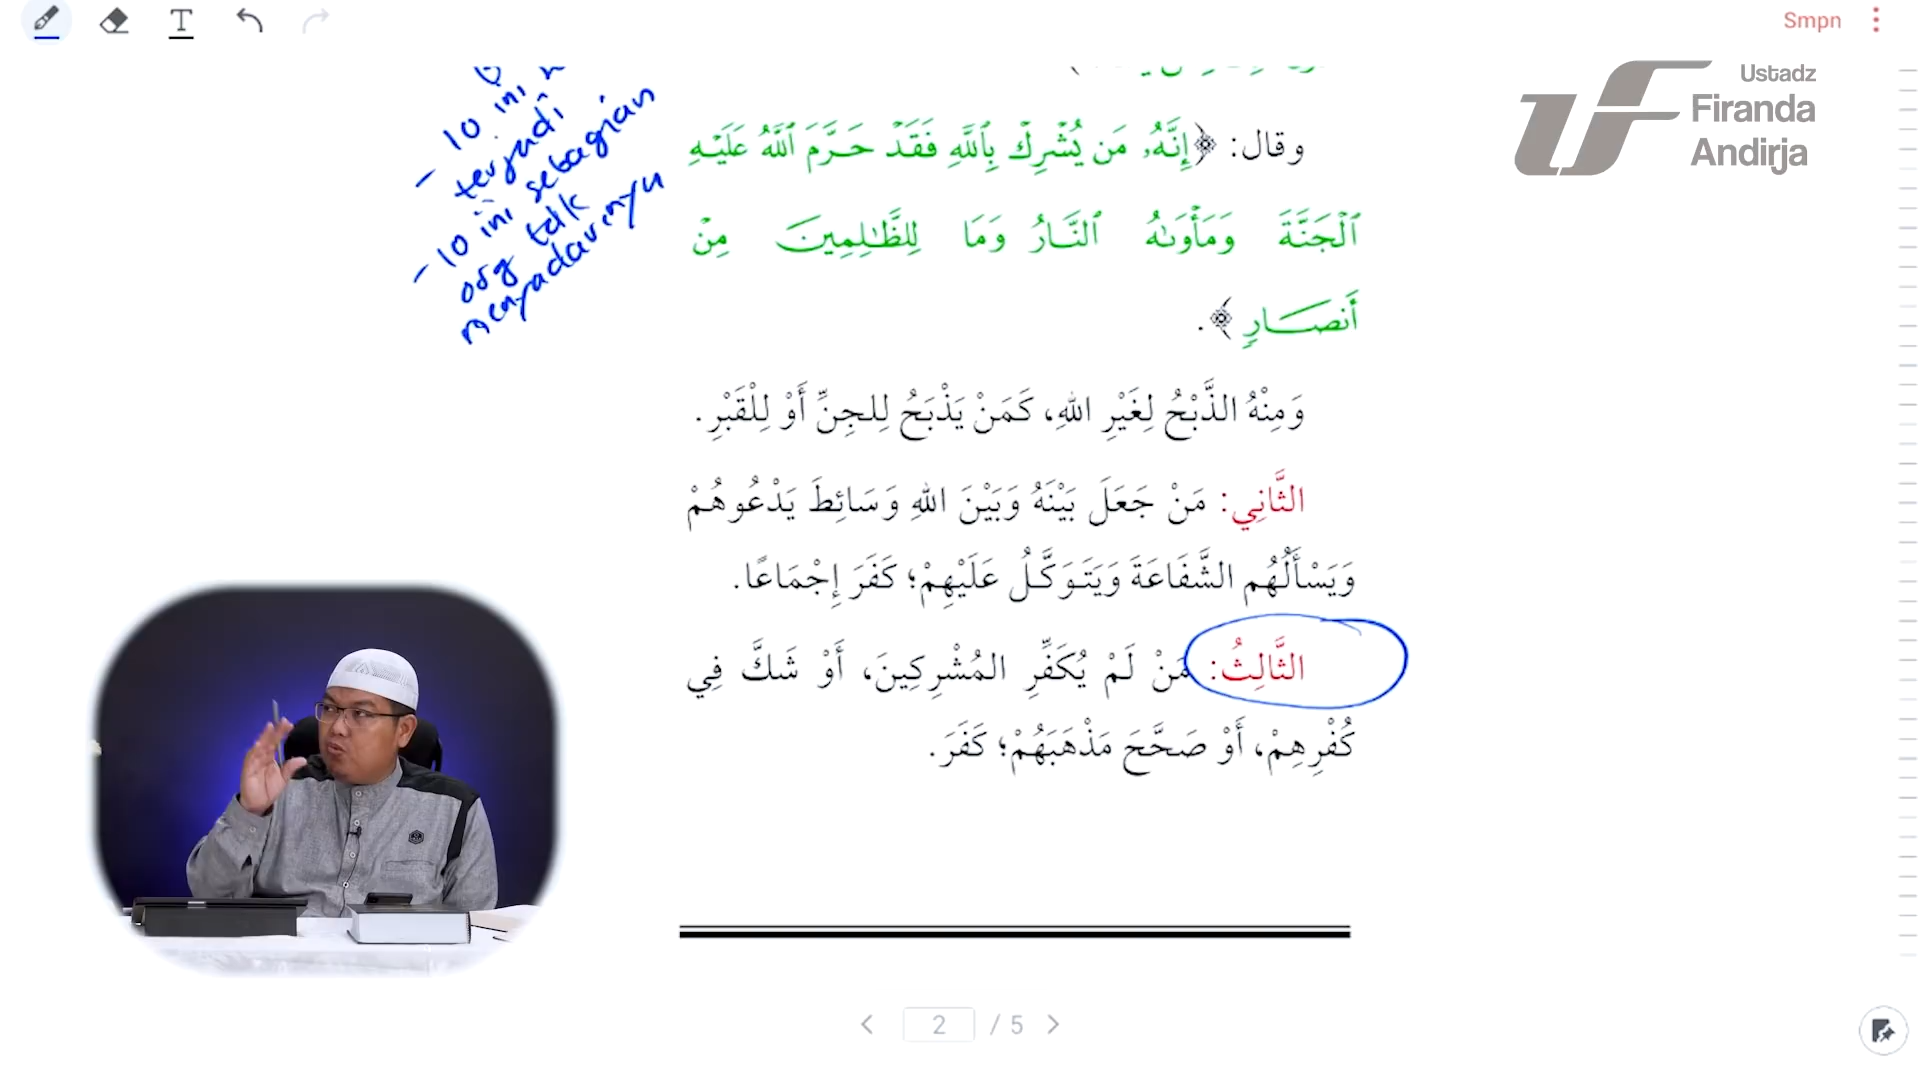 Smpn
Ustadz
Firanda
Andirja
- 10 ini
terjadi
- 10 ini sebagian
org tdk
menyadarinya
وقال: ﴿إِنَّهُۥ مَن يُشْرِكْ بِٱللَّهِ فَقَدْ حَرَّمَ ٱللَّهُ عَلَيْهِ
ٱلْجَنَّةَ وَمَأْوَىٰهُ ٱلنَّارُ وَمَا لِلظَّٰلِمِينَ مِنْ
أَنصَارٍ﴾.
وَمِنْهُ الذَّبْحُ لِغَيْرِ اللهِ، كَمَنْ يَذْبَحُ لِلجِنِّ أَوْ لِلْقَبْرِ.
الثَّانِي: مَنْ جَعَلَ بَيْنَهُ وَبَيْنَ اللهِ وَسَائِطَ يَدْعُوهُمْ
وَيَسْأَلُهُم الشَّفَاعَةَ وَيَتَوَكَّلُ عَلَيْهِمْ؛ كَفَرَ إِجْمَاعًا.
الثَّالِثُ: مَنْ لَمْ يُكَفِّرِ المُشْرِكِينَ، أَوْ شَكَّ فِي
كُفْرِهِمْ، أَوْ صَحَّحَ مَذْهَبَهُمْ؛ كَفَرَ.
2 / 5